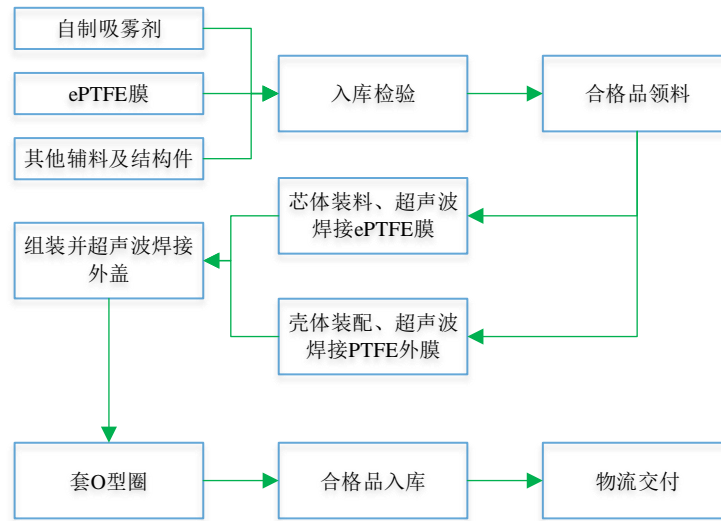 自制吸雾剂
ePTFE膜
其他辅料及结构件
入库检验
合格品领料
芯体装料、超声波
焊接ePTFE膜
组装并超声波焊接
外盖
壳体装配、超声波
焊接PTFE外膜
套O型圈
合格品入库
物流交付